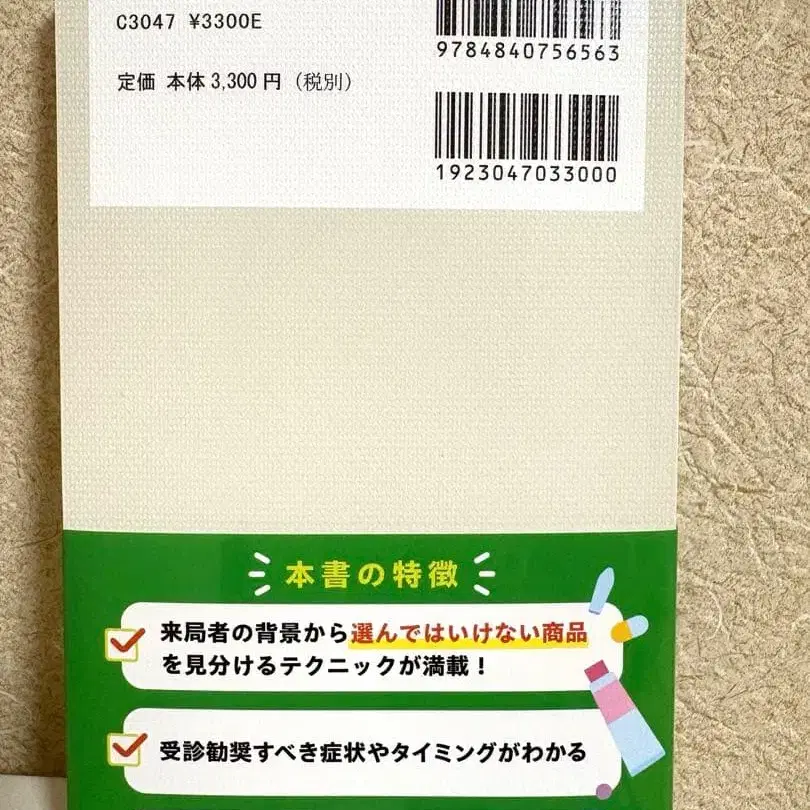 C3047 ¥3300E
9784840756563
定価 本体3,300円（税別）
1923047033000
本書の特徴
来局者の背景から選んではいけない商品
を見分けるテクニックが満載！
受診勧奨すべき症状やタイミングがわかる